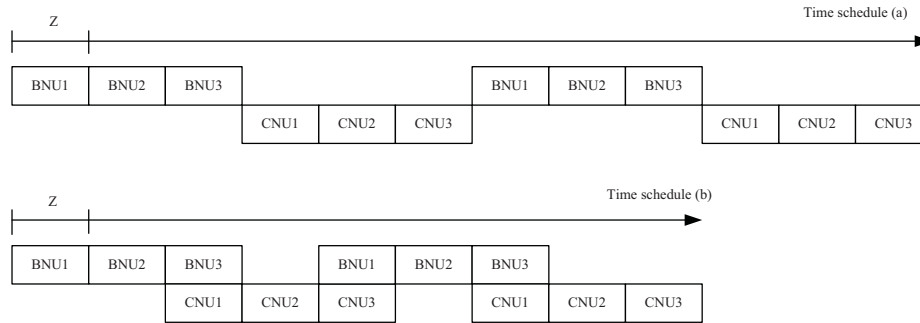 Time schedule (a)
Z
BNU1 BNU2 BNU3 BNU1 BNU2 BNU3
CNU1 CNU2 CNU3 CNU1 CNU2 CNU3
Time schedule (b)
Z
BNU1 BNU2 BNU3 BNU1 BNU2 BNU3
CNU1 CNU2 CNU3 CNU1 CNU2 CNU3